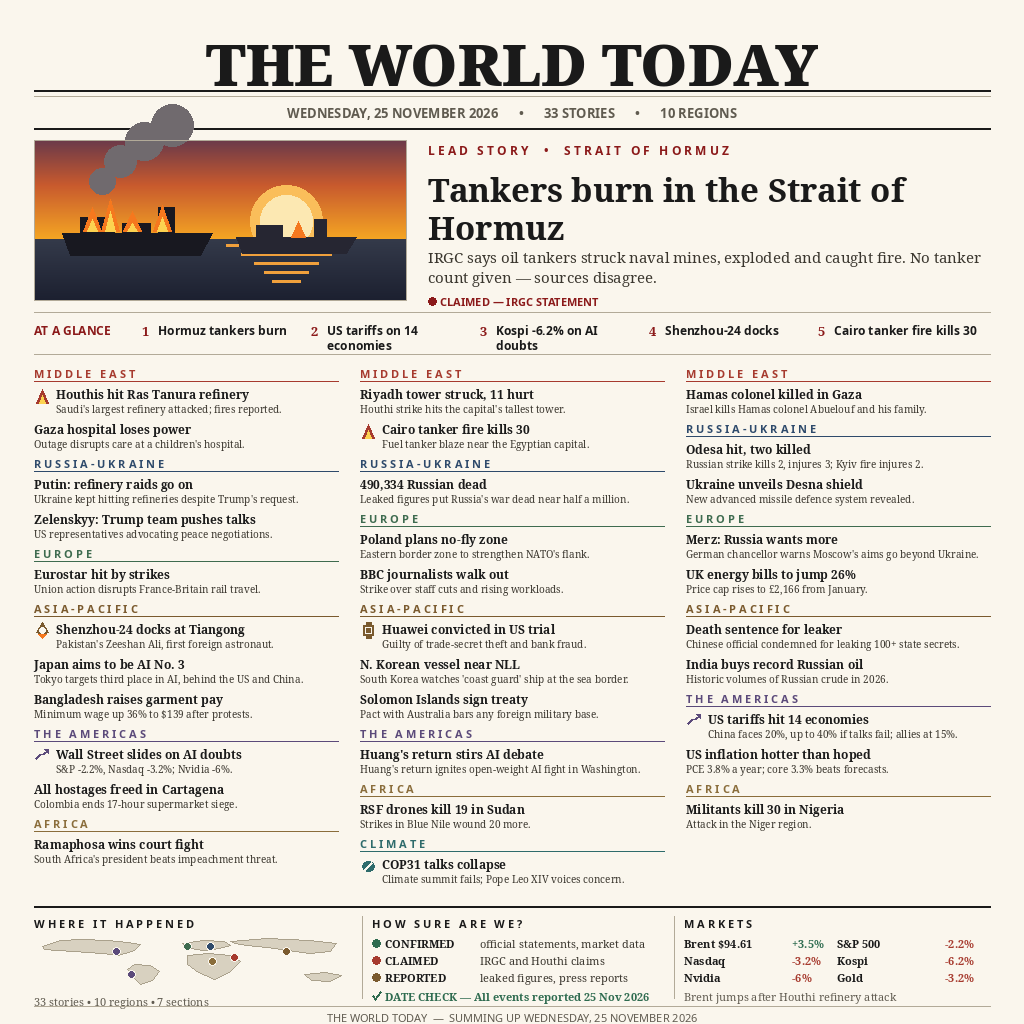 THE WORLD TODAY
WEDNESDAY, 25 NOVEMBER 2026 • 33 STORIES • 10 REGIONS
LEAD STORY • STRAIT OF HORMUZ
Tankers burn in the Strait of
Hormuz
IRGC says oil tankers struck naval mines, exploded and caught fire. No tanker
count given — sources disagree.
CLAIMED — IRGC STATEMENT
AT A GLANCE
1 Hormuz tankers burn
2 US tariffs on 14
economies
3 Kospi -6.2% on AI
doubts
4 Shenzhou-24 docks
5 Cairo tanker fire kills 30
MIDDLE EAST
Houthis hit Ras Tanura refinery
Saudi's largest refinery attacked; fires reported.
Gaza hospital loses power
Outage disrupts care at a children's hospital.
RUSSIA-UKRAINE
Putin: refinery raids go on
Ukraine kept hitting refineries despite Trump's request.
Zelenskyy: Trump team pushes talks
US representatives advocating peace negotiations.
EUROPE
Eurostar hit by strikes
Union action disrupts France-Britain rail travel.
ASIA-PACIFIC
Shenzhou-24 docks at Tiangong
Pakistan's Zeeshan Ali, first foreign astronaut.
Japan aims to be AI No. 3
Tokyo targets third place in AI, behind the US and China.
Bangladesh raises garment pay
Minimum wage up 36% to $139 after protests.
THE AMERICAS
Wall Street slides on AI doubts
S&P -2.2%, Nasdaq -3.2%; Nvidia -6%.
All hostages freed in Cartagena
Colombia ends 17-hour supermarket siege.
AFRICA
Ramaphosa wins court fight
South Africa's president beats impeachment threat.
MIDDLE EAST
Riyadh tower struck, 11 hurt
Houthi strike hits the capital's tallest tower.
Cairo tanker fire kills 30
Fuel tanker blaze near the Egyptian capital.
RUSSIA-UKRAINE
490,334 Russian dead
Leaked figures put Russia's war dead near half a million.
EUROPE
Poland plans no-fly zone
Eastern border zone to strengthen NATO's flank.
BBC journalists walk out
Strike over staff cuts and rising workloads.
ASIA-PACIFIC
Huawei convicted in US trial
Guilty of trade-secret theft and bank fraud.
N. Korean vessel near NLL
South Korea watches 'coast guard' ship at the sea border.
Solomon Islands sign treaty
Pact with Australia bars any foreign military base.
THE AMERICAS
Huang's return stirs AI debate
Huang's return ignites open-weight AI fight in Washington.
AFRICA
RSF drones kill 19 in Sudan
Strikes in Blue Nile wound 20 more.
CLIMATE
COP31 talks collapse
Climate summit fails; Pope Leo XIV voices concern.
MIDDLE EAST
Hamas colonel killed in Gaza
Israel kills Hamas colonel Abuelouf and his family.
RUSSIA-UKRAINE
Odesa hit, two killed
Russian strike kills 2, injures 3; Kyiv fire injures 2.
Ukraine unveils Desna shield
New advanced missile defence system revealed.
EUROPE
Merz: Russia wants more
German chancellor warns Moscow's aims go beyond Ukraine.
UK energy bills to jump 26%
Price cap rises to £2,166 from January.
ASIA-PACIFIC
Death sentence for leaker
Chinese official condemned for leaking 100+ state secrets.
India buys record Russian oil
Historic volumes of Russian crude in 2026.
THE AMERICAS
US tariffs hit 14 economies
China faces 20%, up to 40% if talks fail; allies at 15%.
US inflation hotter than hoped
PCE 3.8% a year; core 3.3% beats forecasts.
AFRICA
Militants kill 30 in Nigeria
Attack in the Niger region.
WHERE IT HAPPENED
33 stories • 10 regions • 7 sections
HOW SURE ARE WE?
CONFIRMED official statements, market data
CLAIMED IRGC and Houthi claims
REPORTED leaked figures, press reports
DATE CHECK — All events reported 25 Nov 2026
MARKETS
Brent $94.61 +3.5% S&P 500 -2.2%
Nasdaq -3.2% Kospi -6.2%
Nvidia -6% Gold -3.2%
Brent jumps after Houthi refinery attack
THE WORLD TODAY — SUMMING UP WEDNESDAY, 25 NOVEMBER 2026